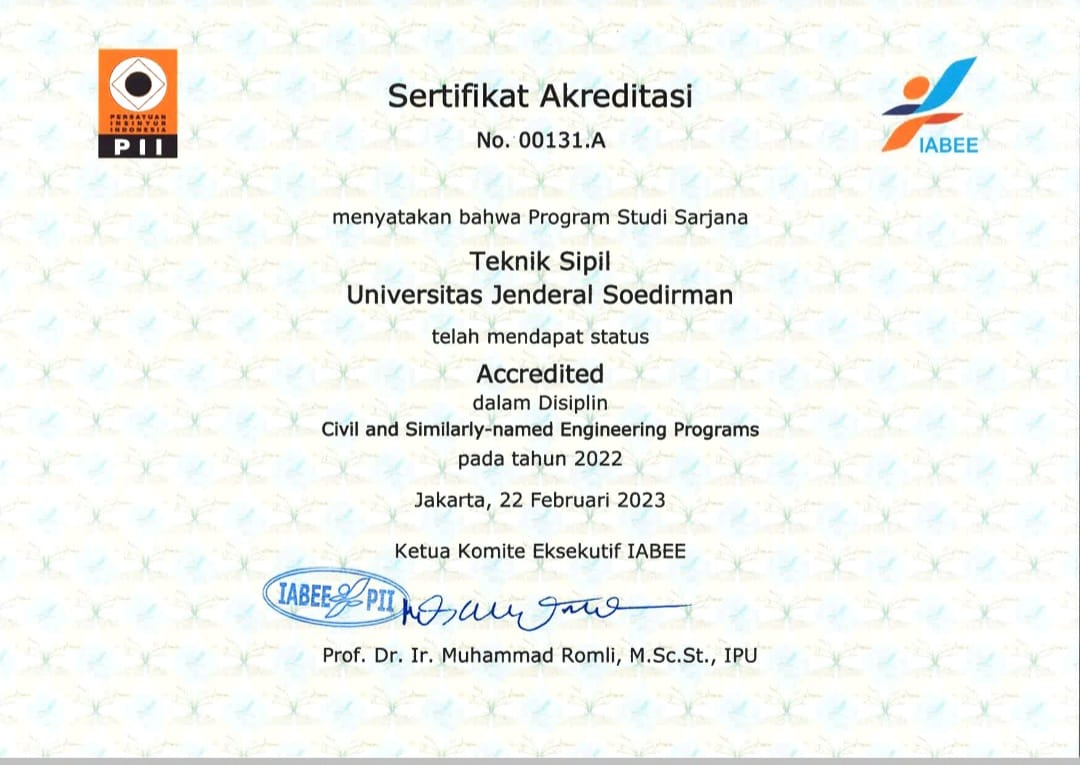 PERSATUAN
INSINYUR
INDONESIA
PII
IABEE
Sertifikat Akreditasi
No. 00131.A
menyatakan bahwa Program Studi Sarjana
Teknik Sipil
Universitas Jenderal Soedirman
telah mendapat status
Accredited
dalam Disiplin
Civil and Similarly-named Engineering Programs
pada tahun 2022
Jakarta, 22 Februari 2023
Ketua Komite Eksekutif IABEE
IABEE PII
Prof. Dr. Ir. Muhammad Romli, M.Sc.St., IPU